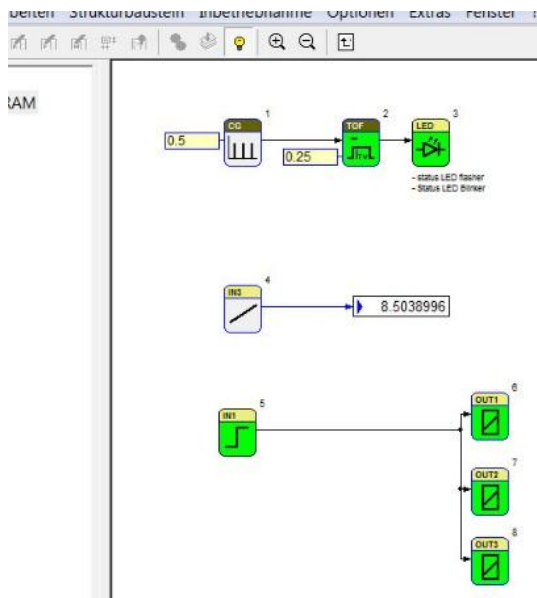 Strukturbaustein Inbetriebnahme Optionen Extras Fenster
RAM
1
2
3
CG
TOF
LED
0.5
0.25
- status LED flasher
- Status LED Blinker
4
IN3
8.5038996
5
6
IN1
OUT1
7
OUT2
8
OUT3